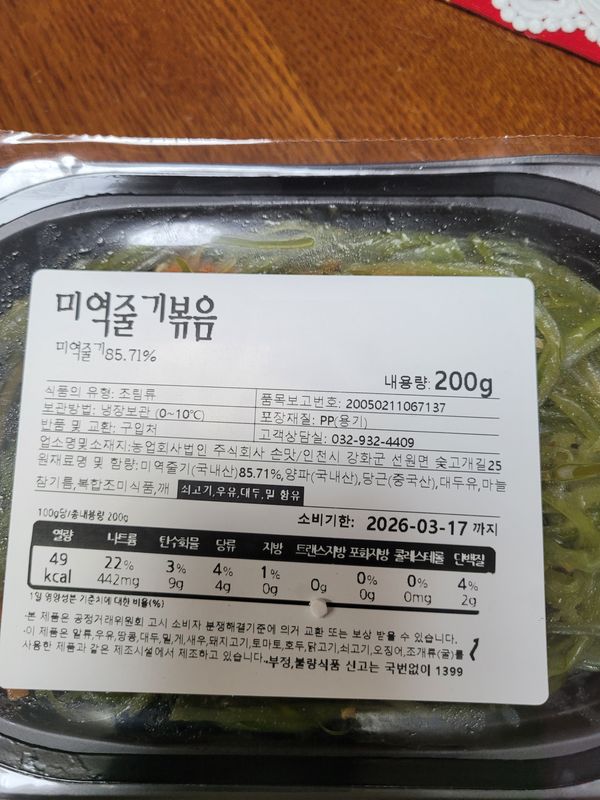 미역줄기볶음
미역줄기85.71%
내용량: 200g
식품의 유형: 조림류
품목보고번호: 20050211067137
보관방법: 냉장보관 (0~10℃)
포장재질: PP(용기)
반품 및 교환: 구입처
고객상담실: 032-932-4409
업소명및소재지:농업회사법인 주식회사 손맛/인천시 강화군 선원면 숯고개길25
원재료명 및 함량:미역줄기(국내산)85.71%,양파(국내산),당근(중국산),대두유,마늘
참기름,복합조미식품,깨 쇠고기,우유,대두,밀 함유
소비기한: 2026-03-17 까지
100g당/총내용량 200g
열량 나트륨 탄수화물 당류 지방 트랜스지방 포화지방 콜레스테롤 단백질
49 22% 3% 4% 1% 0% 0% 4%
kcal 442mg 9g 4g 0g 0g 0g 0mg 2g
1일 영양성분 기준치에 대한 비율(%)
·본 제품은 공정거래위원회 고시 소비자 분쟁해결기준에 의거 교환 또는 보상 받을 수 있습니다.
·이 제품은 알류,우유,땅콩,대두,밀,게,새우,돼지고기,토마토,호두,닭고기,쇠고기,오징어,조개류(굴)를
사용한 제품과 같은 제조시설에서 제조하고 있습니다.·부정,불량식품 신고는 국번없이 1399